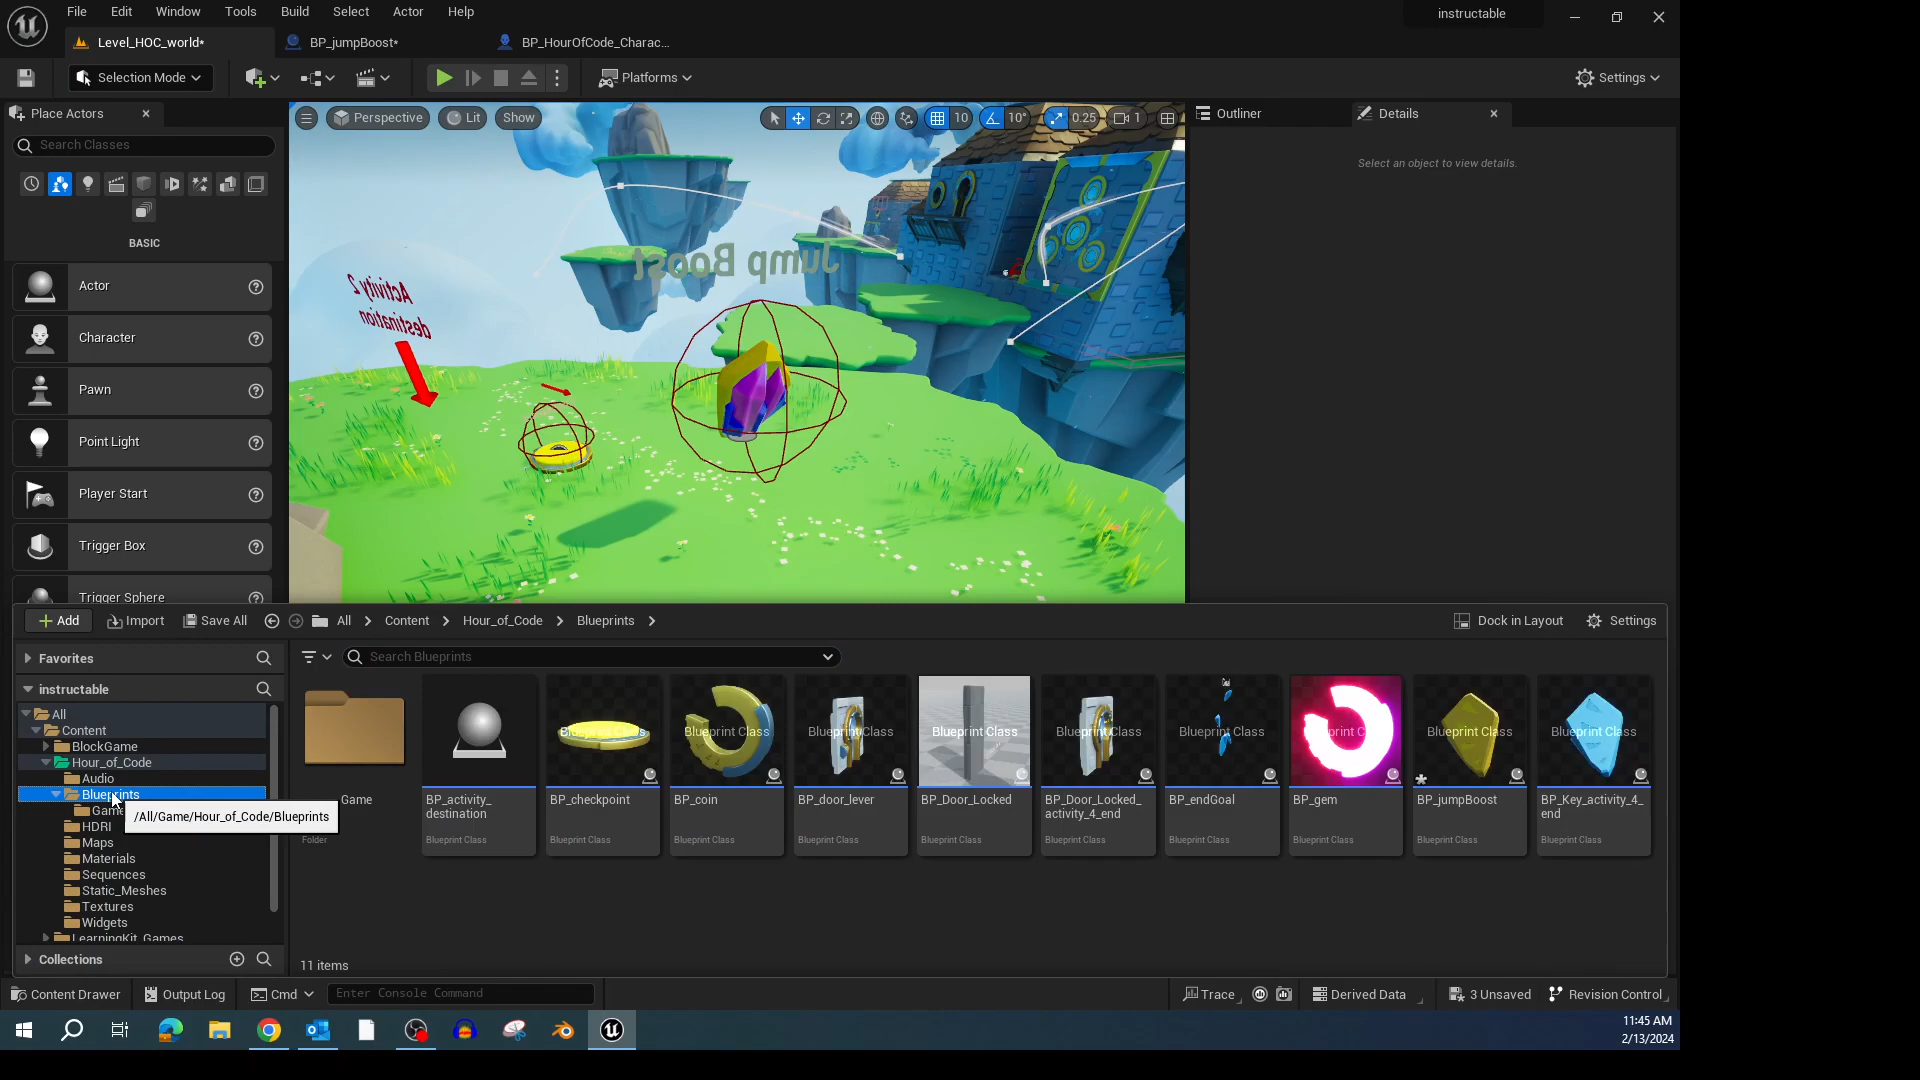 File Edit Window Tools Build Select Actor Help
instructable
Level_HOC_world*
BP_jumpBoost*
BP_HourOfCode_Charac...
Selection Mode
Platforms
Settings
Place Actors
Search Classes
BASIC
Actor
Character
Pawn
Point Light
Player Start
Trigger Box
Trigger Sphere
Perspective
Lit
Show
10
10°
0.25
1
Activity 2
destination
Jump Boost
Outliner
Details
Select an object to view details.
Add
Import
Save All
All
Content
Hour_of_Code
Blueprints
Dock in Layout
Settings
Favorites
instructable
All
Content
BlockGame
Hour_of_Code
Audio
Blueprints
Game
/All/Game/Hour_of_Code/Blueprints
HDRI
Maps
Materials
Sequences
Static_Meshes
Textures
Widgets
LearningKit_Games
Collections
Search Blueprints
Game
Folder
BP_activity_
destination
Blueprint Class
Blueprint Class
BP_checkpoint
Blueprint Class
Blueprint Class
BP_coin
Blueprint Class
Blueprint Class
BP_door_lever
Blueprint Class
Blueprint Class
BP_Door_Locked
Blueprint Class
Blueprint Class
BP_Door_Locked_
activity_4_end
Blueprint Class
Blueprint Class
BP_endGoal
Blueprint Class
Blueprint Class
BP_gem
Blueprint Class
Blueprint Class
BP_jumpBoost
Blueprint Class
Blueprint Class
BP_Key_activity_4_
end
Blueprint Class
11 items
Content Drawer
Output Log
Cmd
Enter Console Command
Trace
Derived Data
3 Unsaved
Revision Control
11:45 AM
2/13/2024